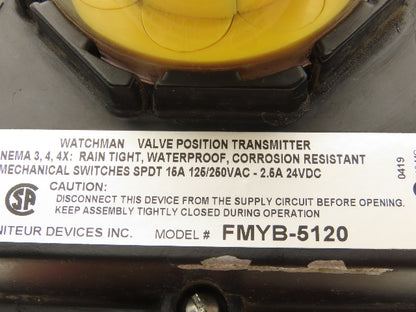 WATCHMAN VALVE POSITION TRANSMITTER
NEMA 3, 4, 4X: RAIN TIGHT, WATERPROOF, CORROSION RESISTANT
MECHANICAL SWITCHES SPDT 15A 125/250VAC - 2.5A 24VDC
CAUTION:
DISCONNECT THIS DEVICE FROM THE SUPPLY CIRCUIT BEFORE OPENING.
KEEP ASSEMBLY TIGHTLY CLOSED DURING OPERATION
NITEUR DEVICES INC. MODEL # FMYB-5120
SA
0419